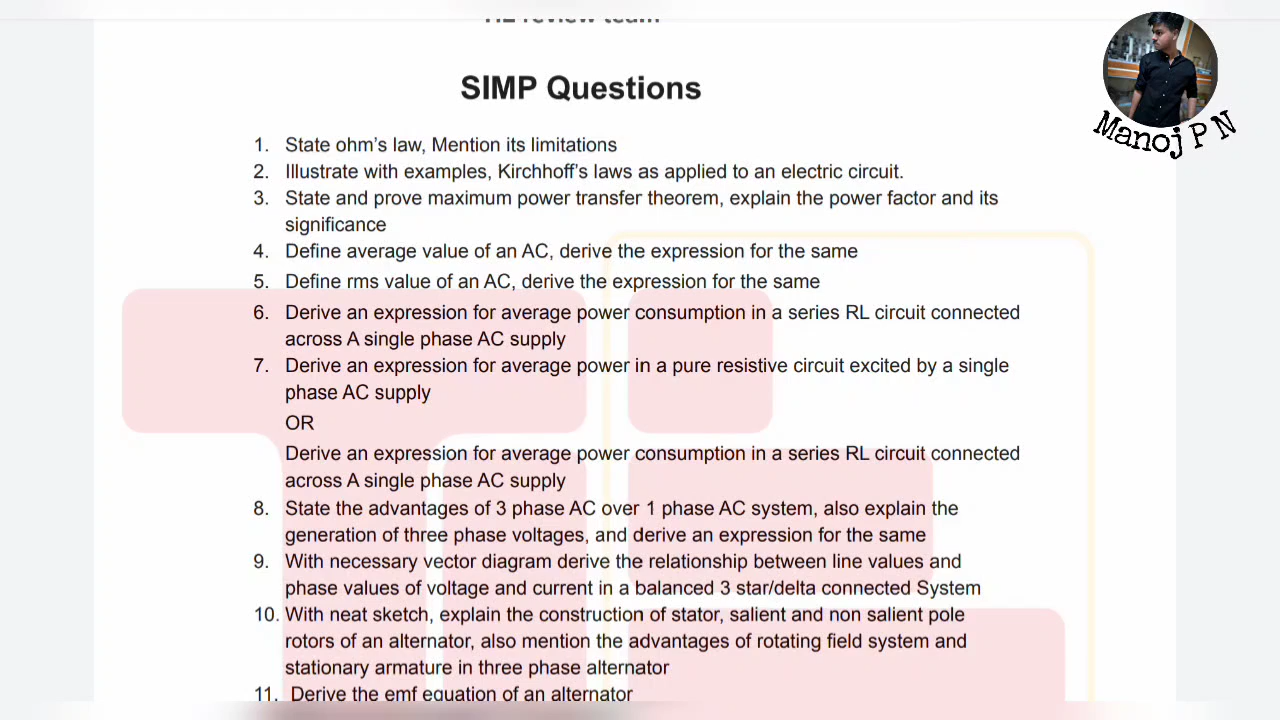 review team
SIMP Questions
Manoj P N
1. State ohm's law, Mention its limitations
2. Illustrate with examples, Kirchhoff's laws as applied to an electric circuit.
3. State and prove maximum power transfer theorem, explain the power factor and its
significance
4. Define average value of an AC, derive the expression for the same
5. Define rms value of an AC, derive the expression for the same
6. Derive an expression for average power consumption in a series RL circuit connected
across A single phase AC supply
7. Derive an expression for average power in a pure resistive circuit excited by a single
phase AC supply
OR
Derive an expression for average power consumption in a series RL circuit connected
across A single phase AC supply
8. State the advantages of 3 phase AC over 1 phase AC system, also explain the
generation of three phase voltages, and derive an expression for the same
9. With necessary vector diagram derive the relationship between line values and
phase values of voltage and current in a balanced 3 star/delta connected System
10. With neat sketch, explain the construction of stator, salient and non salient pole
rotors of an alternator, also mention the advantages of rotating field system and
stationary armature in three phase alternator
11. Derive the emf equation of an alternator